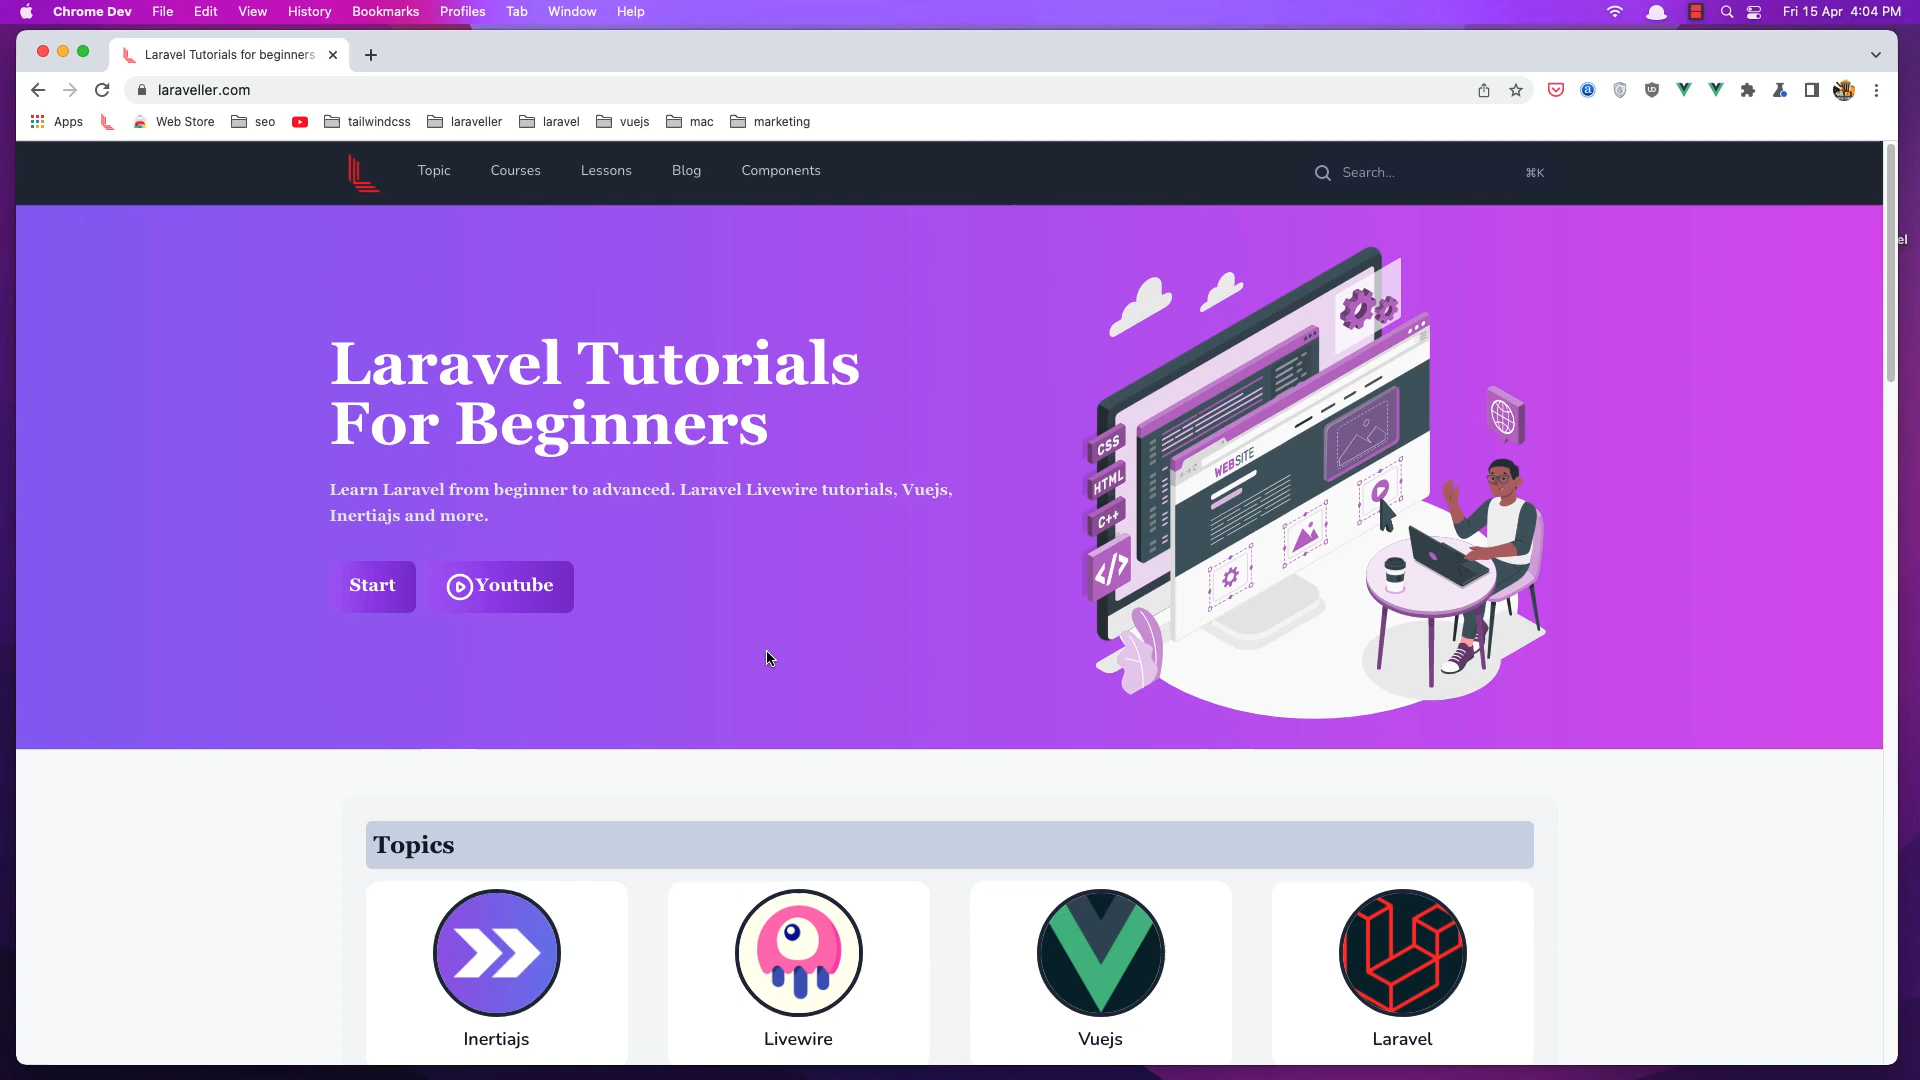 Chrome Dev File Edit View History Bookmarks Profiles Tab Window Help Fri 15 Apr 4:04 PM
Laravel Tutorials for beginners
laraveller.com
Apps Web Store seo tailwindcss laraveller laravel vuejs mac marketing
Topic Courses Lessons Blog Components Search... ⌘K
el
Laravel Tutorials
For Beginners
Learn Laravel from beginner to advanced. Laravel Livewire tutorials, Vuejs,
Inertiajs and more.
Start Youtube
CSS
HTML
C++
</>
WEBSITE
Topics
Inertiajs Livewire Vuejs Laravel